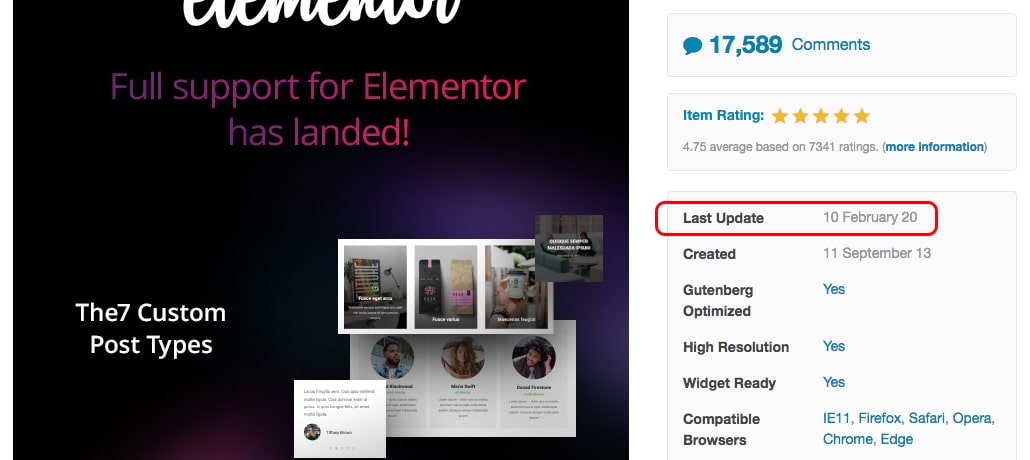 elementor
Full support for Elementor
has landed!
The7 Custom
Post Types
QUISQUE SEMPER
MALESUADA IPSUM
Fusce eget arcu
Fusce varius
Maecenas feugiat
Blackwood
Maria Swift
Dorsad Firestone
Tiffany Brown
17,589 Comments
Item Rating:
4.75 average based on 7341 ratings. (more information)
Last Update 10 February 20
Created 11 September 13
Gutenberg Yes
Optimized
High Resolution Yes
Widget Ready Yes
Compatible IE11, Firefox, Safari, Opera,
Browsers Chrome, Edge